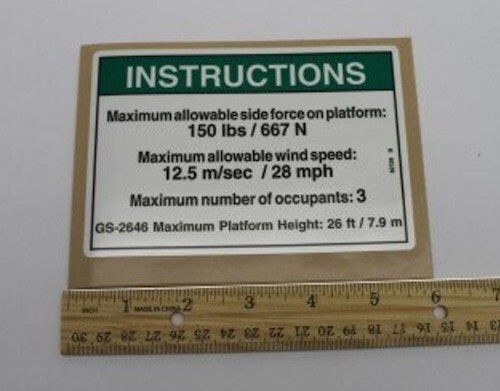 INSTRUCTIONS
Maximum allowable side force on platform:
150 lbs / 667 N
Maximum allowable wind speed:
12.5 m/sec / 28 mph
Maximum number of occupants: 3
GS-2646 Maximum Platform Height: 26 ft / 7.9 m
INCH 1 MADE IN CHINA 2 3 4 5 6 7
30 29 28 27 26 25 24 23 22 21 20 19 18 17 16 15 14 13